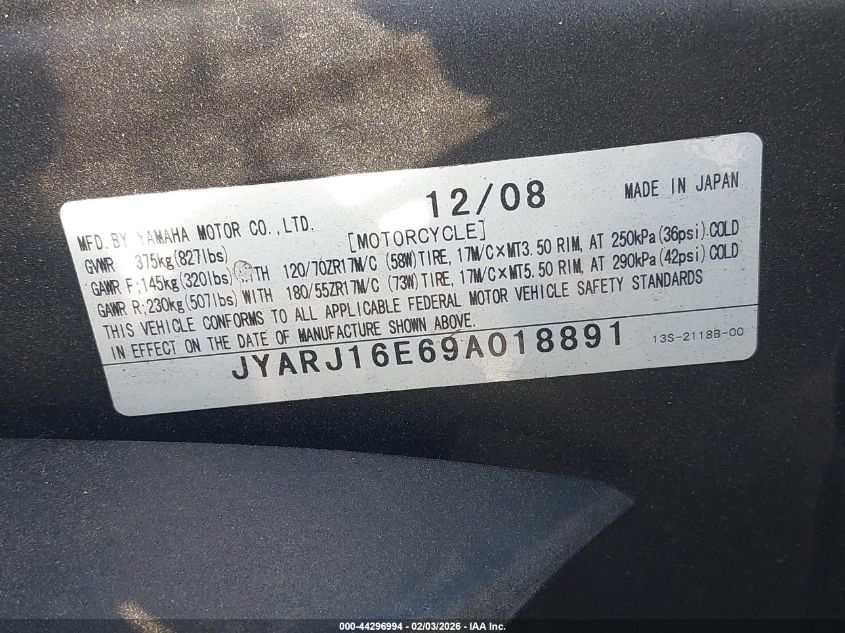 12/08 MADE IN JAPAN
MFD. BY YAMAHA MOTOR CO.,LTD.
[MOTORCYCLE]
GVWR 375kg(827lbs)
GAWR F;145kg(320lbs)WITH 120/70ZR17M/C (58W)TIRE, 17M/C×MT3.50 RIM, AT 250kPa(36psi)COLD
GAWR R;230kg(507lbs)WITH 180/55ZR17M/C (73W)TIRE, 17M/C×MT5.50 RIM, AT 290kPa(42psi)COLD
THIS VEHICLE CONFORMS TO ALL APPLICABLE FEDERAL MOTOR VEHICLE SAFETY STANDARDS
IN EFFECT ON THE DATE OF MANUFACTURE SHOWN ABOVE.
JYARJ16E69A018891 13S-2118B-00
000-44296994 | 02/03/2026 | IAA Inc.